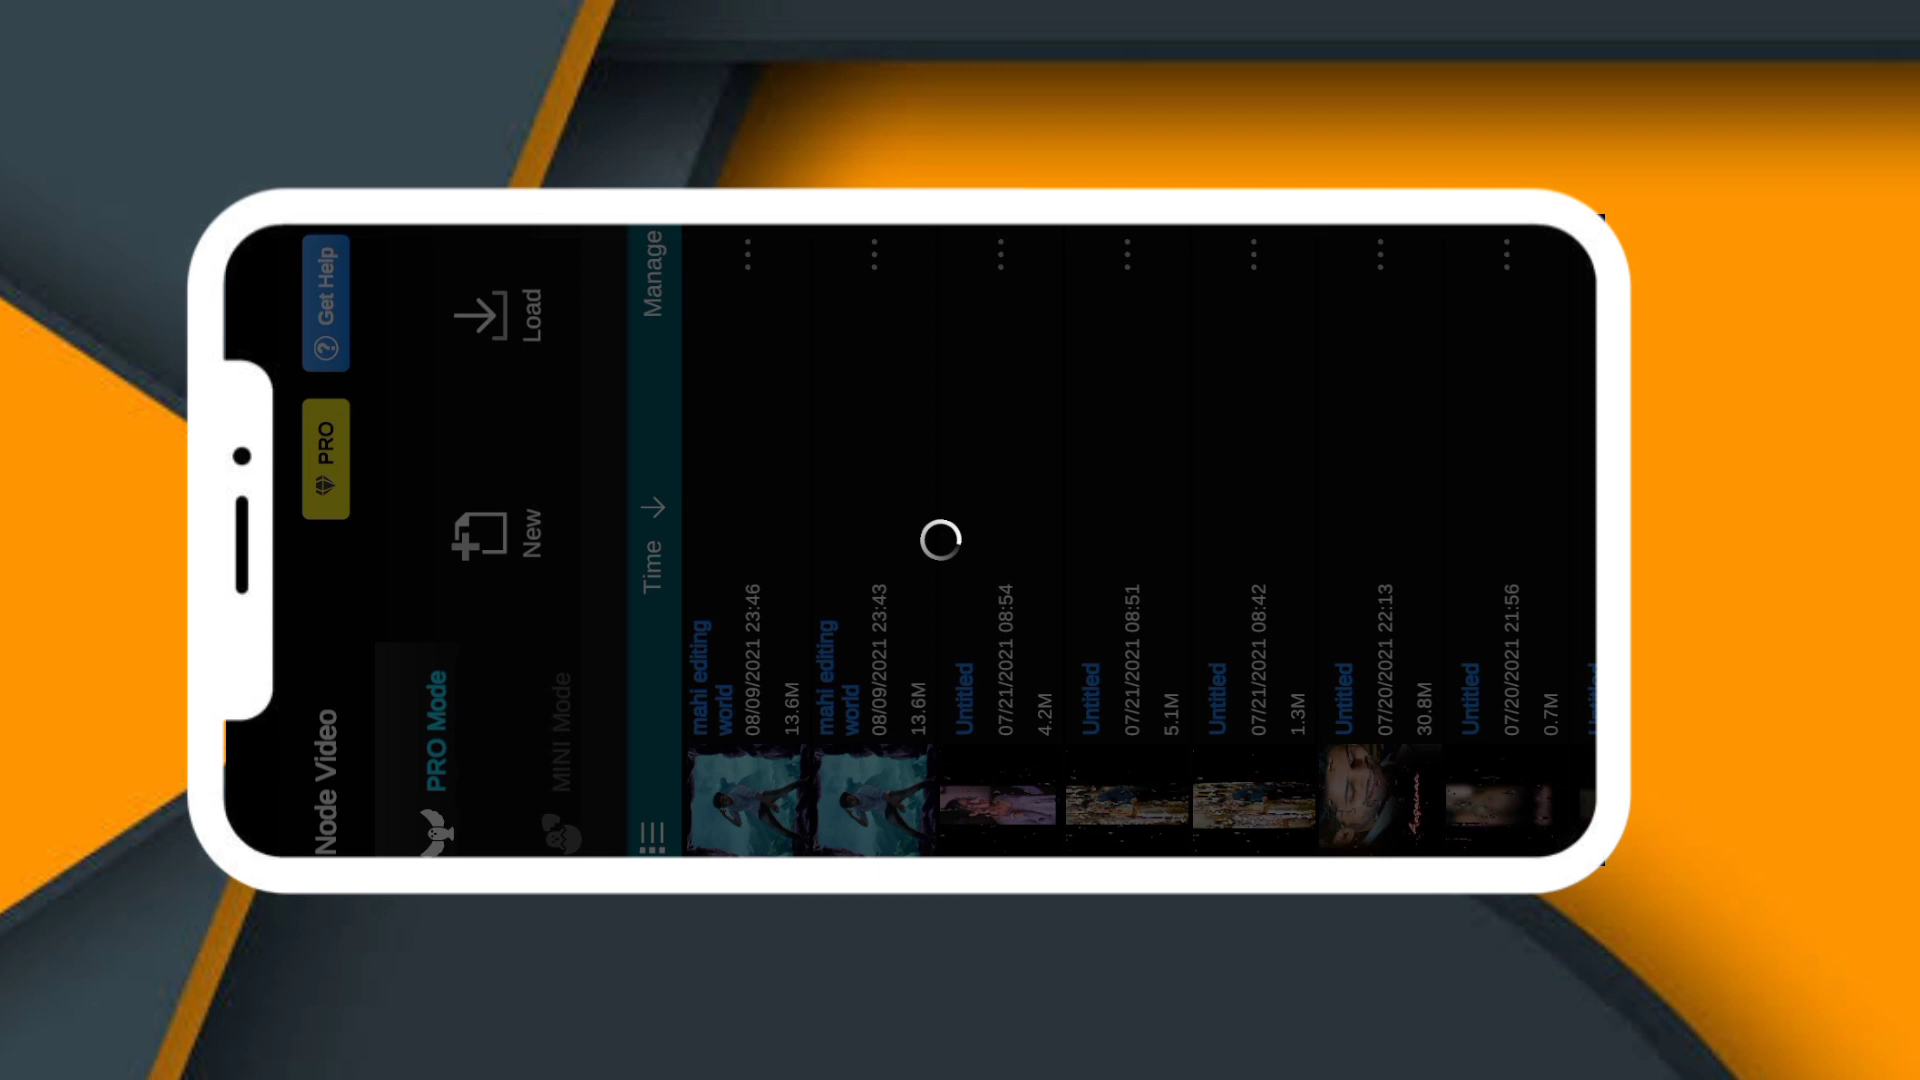 Node Video
PRO
Get Help
PRO Mode
MINI Mode
New
Load
Time
Manage
mahi editing
world
08/09/2021 23:46
13.6M
mahi editing
world
08/09/2021 23:43
13.6M
Untitled
07/21/2021 08:54
4.2M
Untitled
07/21/2021 08:51
5.1M
Untitled
07/21/2021 08:42
1.3M
Untitled
07/20/2021 22:13
30.8M
Untitled
07/20/2021 21:56
0.7M
Untitled